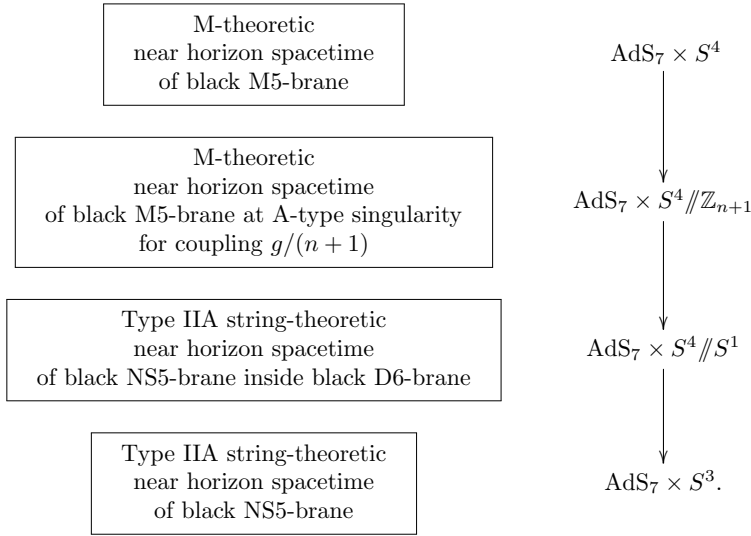 M-theoretic
near horizon spacetime
of black M5-brane
AdS₇ × S⁴
M-theoretic
near horizon spacetime
of black M5-brane at A-type singularity
for coupling g/(n + 1)
AdS₇ × S⁴⫽ℤₙ₊₁
Type IIA string-theoretic
near horizon spacetime
of black NS5-brane inside black D6-brane
AdS₇ × S⁴⫽S¹
Type IIA string-theoretic
near horizon spacetime
of black NS5-brane
AdS₇ × S³.